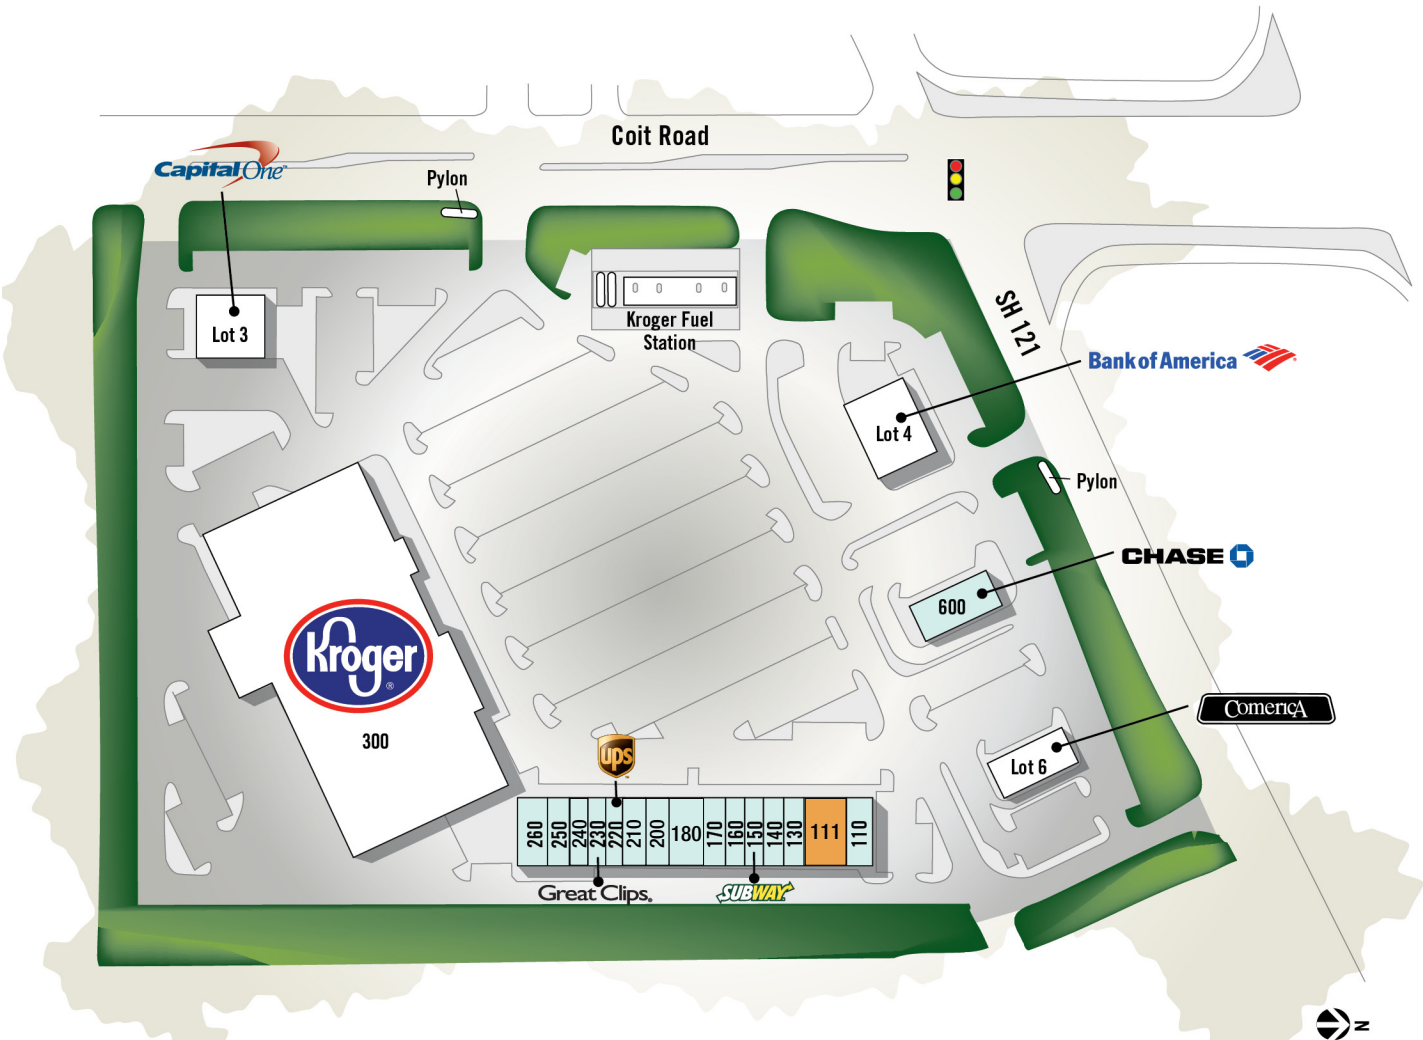 Coit Road
Capital One
Pylon
Lot 3
Kroger Fuel
Station
SH 121
Bank of America
Lot 4
Pylon
CHASE
600
Kroger
®
300
Comerica
Lot 6
ups
260
250
240
230
220
210
200
180
170
160
150
140
130
111
110
Great Clips.
SUBWAY
N